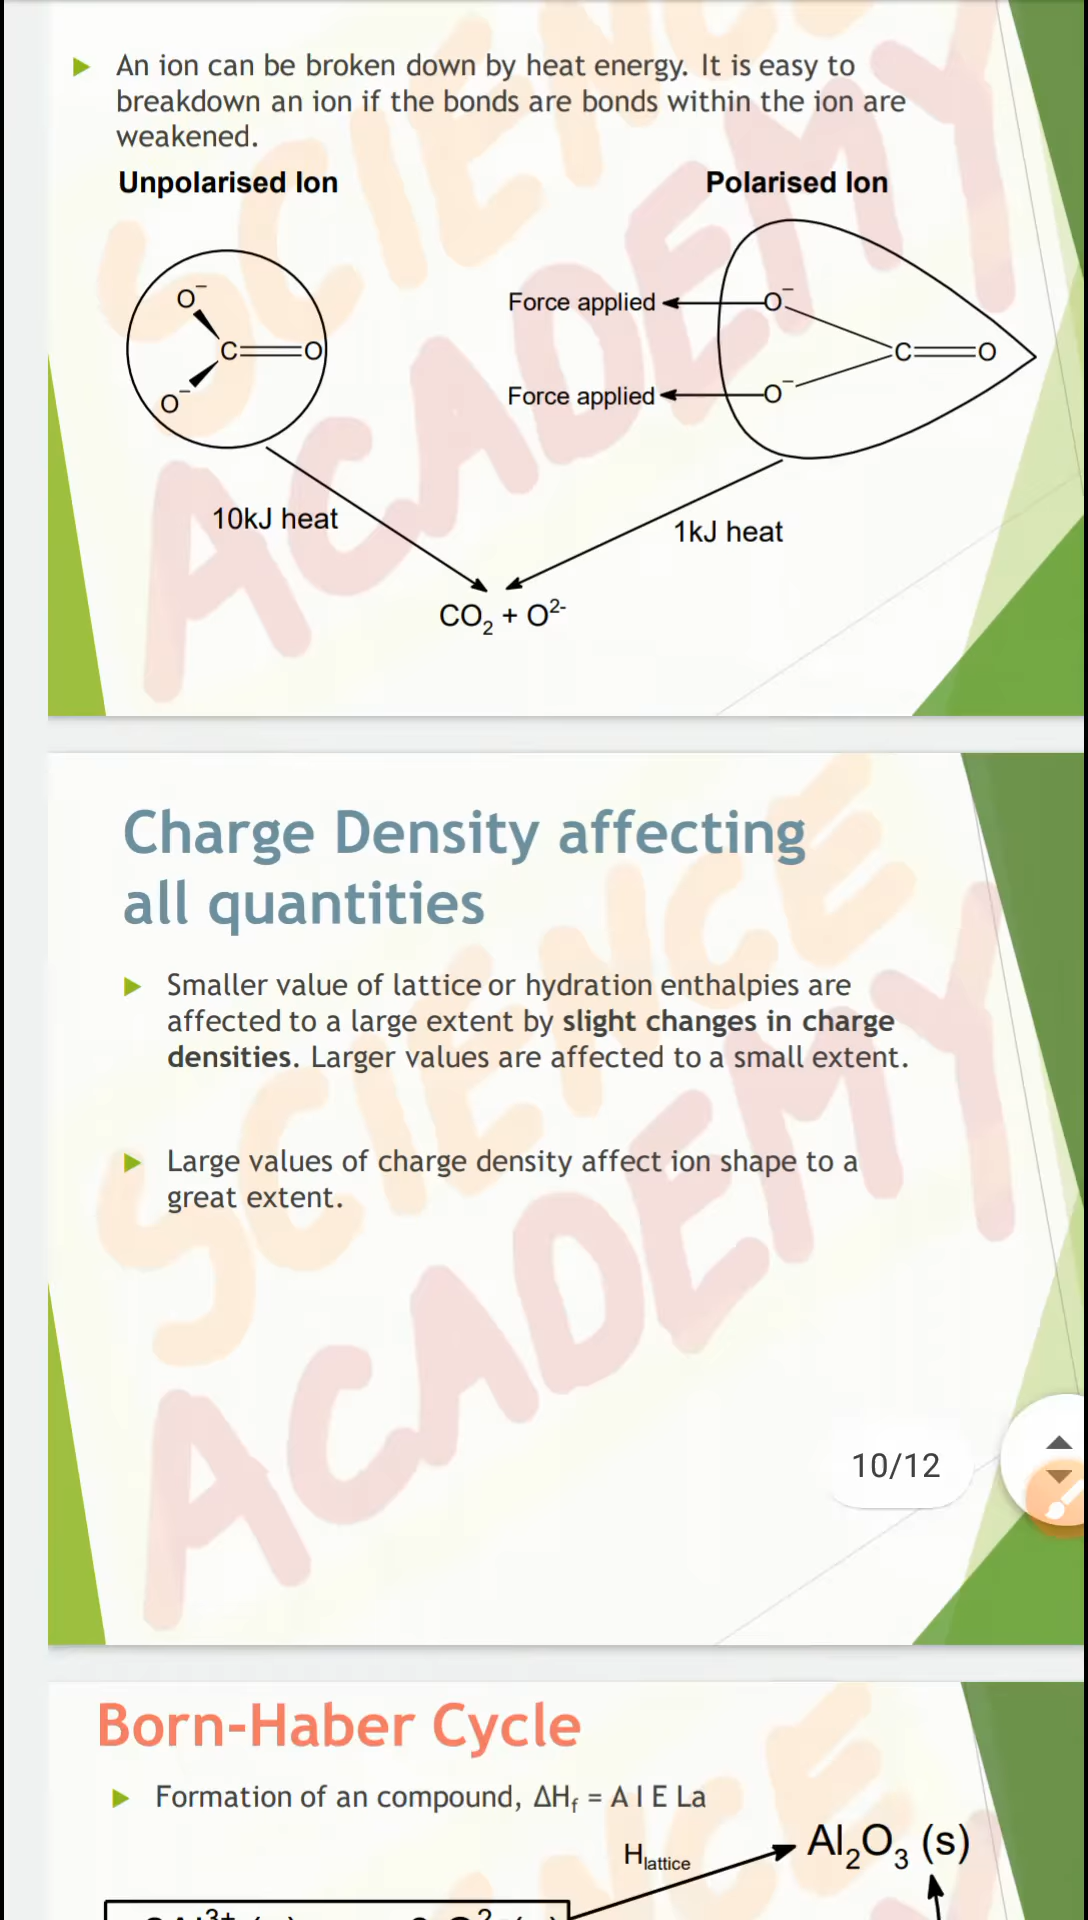 An ion can be broken down by heat energy. It is easy to
breakdown an ion if the bonds are bonds within the ion are
weakened.
Unpolarised Ion
Polarised Ion
O⁻
C
O
O⁻
Force applied
O⁻
C
O
Force applied
O⁻
10kJ heat
1kJ heat
CO₂ + O²⁻
SCIENCE
ACADEMY
Charge Density affecting
all quantities
Smaller value of lattice or hydration enthalpies are
affected to a large extent by slight changes in charge
densities. Larger values are affected to a small extent.
Large values of charge density affect ion shape to a
great extent.
SCIENCE
ACADEMY
10/12
Born-Haber Cycle
Formation of an compound, ΔHf = A I E La
Hlattice
Al₂O₃ (s)